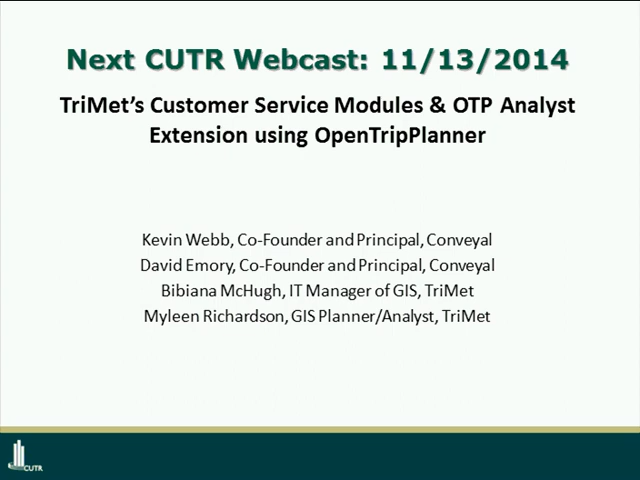 Next CUTR Webcast: 11/13/2014
TriMet’s Customer Service Modules & OTP Analyst
Extension using OpenTripPlanner
Kevin Webb, Co-Founder and Principal, Conveyal
David Emory, Co-Founder and Principal, Conveyal
Bibiana McHugh, IT Manager of GIS, TriMet
Myleen Richardson, GIS Planner/Analyst, TriMet
CUTR